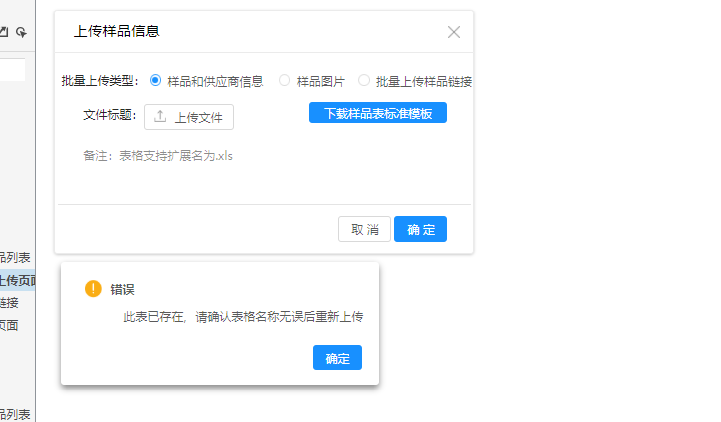 上传样品信息
批量上传类型： 样品和供应商信息 样品图片 批量上传样品链接
文件标题： 上传文件 下载样品表标准模板
备注：表格支持扩展名为.xls
取 消 确 定
品列表
上传页面
链接
页面
错误
此表已存在，请确认表格名称无误后重新上传
确定
品列表